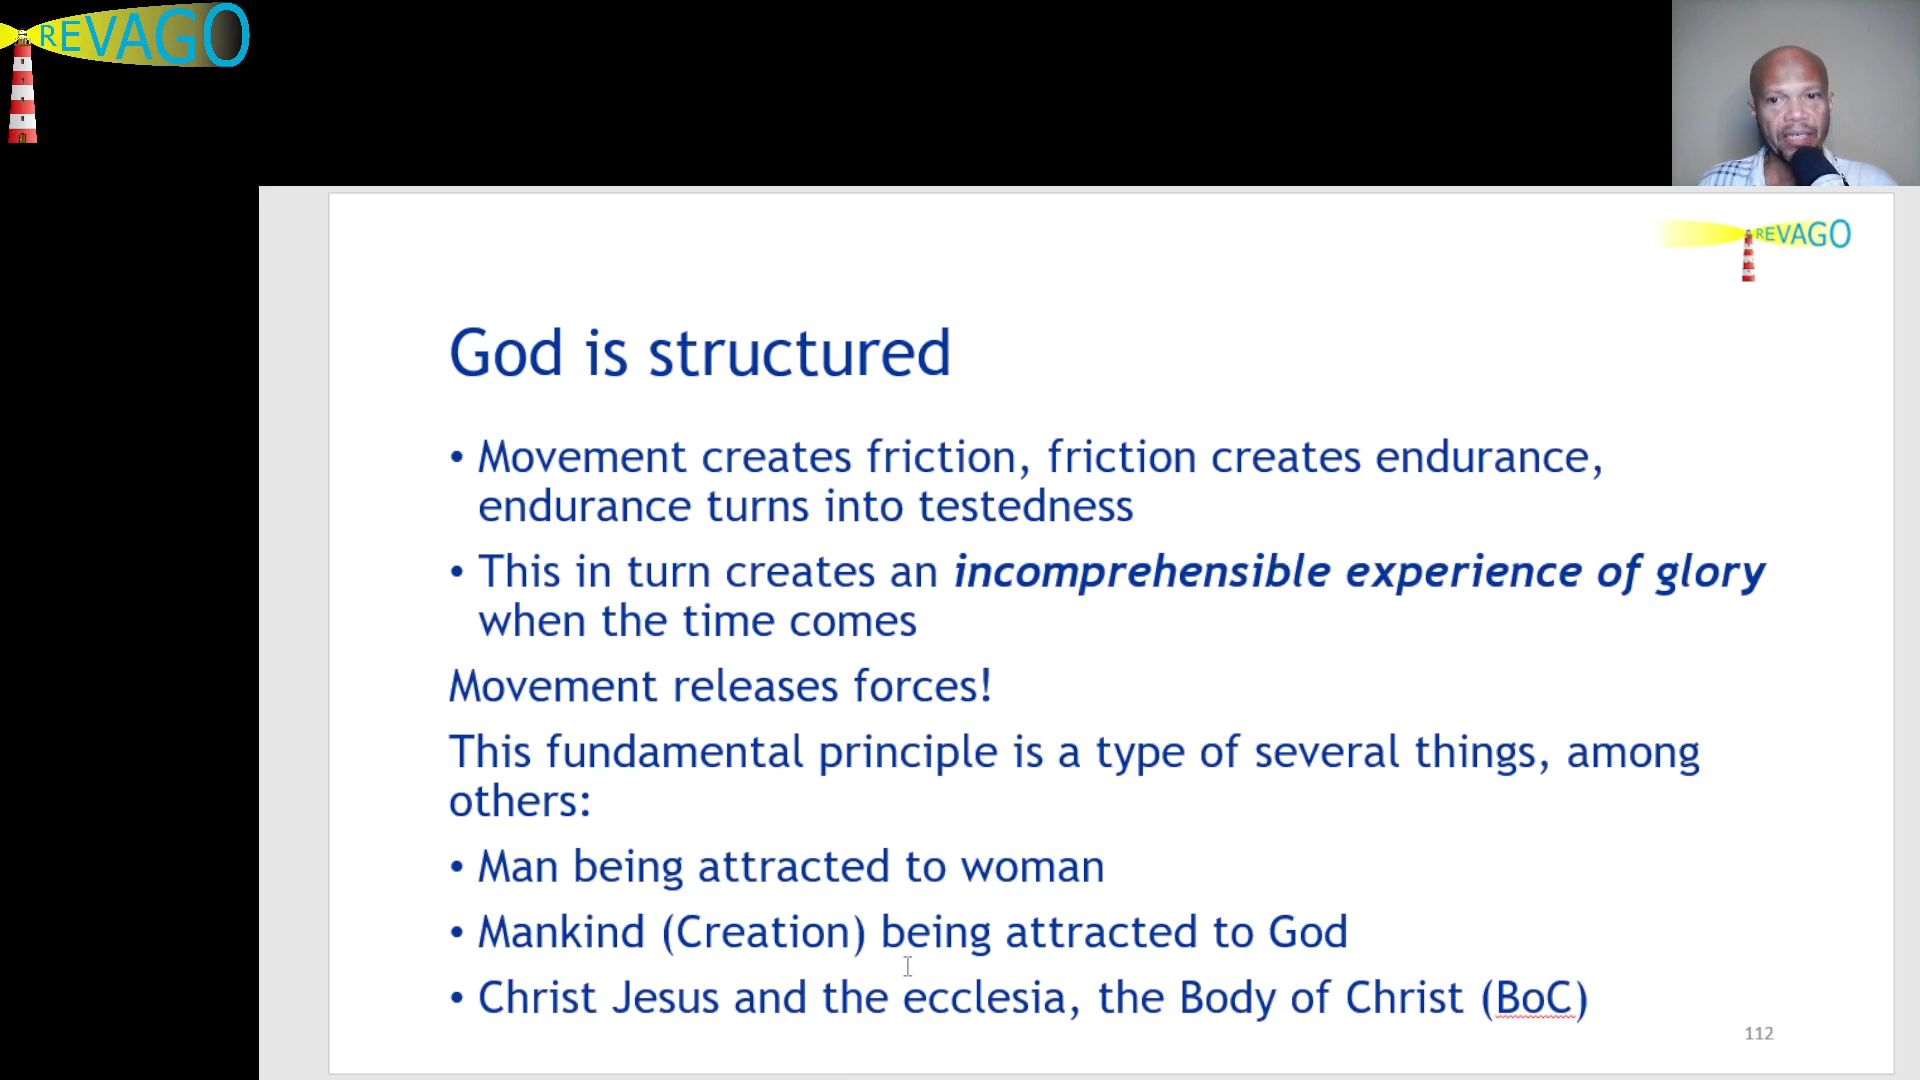 REVAGO
REVAGO
God is structured
• Movement creates friction, friction creates endurance,
endurance turns into testedness
• This in turn creates an incomprehensible experience of glory
when the time comes
Movement releases forces!
This fundamental principle is a type of several things, among
others:
• Man being attracted to woman
• Mankind (Creation) being attracted to God
• Christ Jesus and the ecclesia, the Body of Christ (BoC)
112